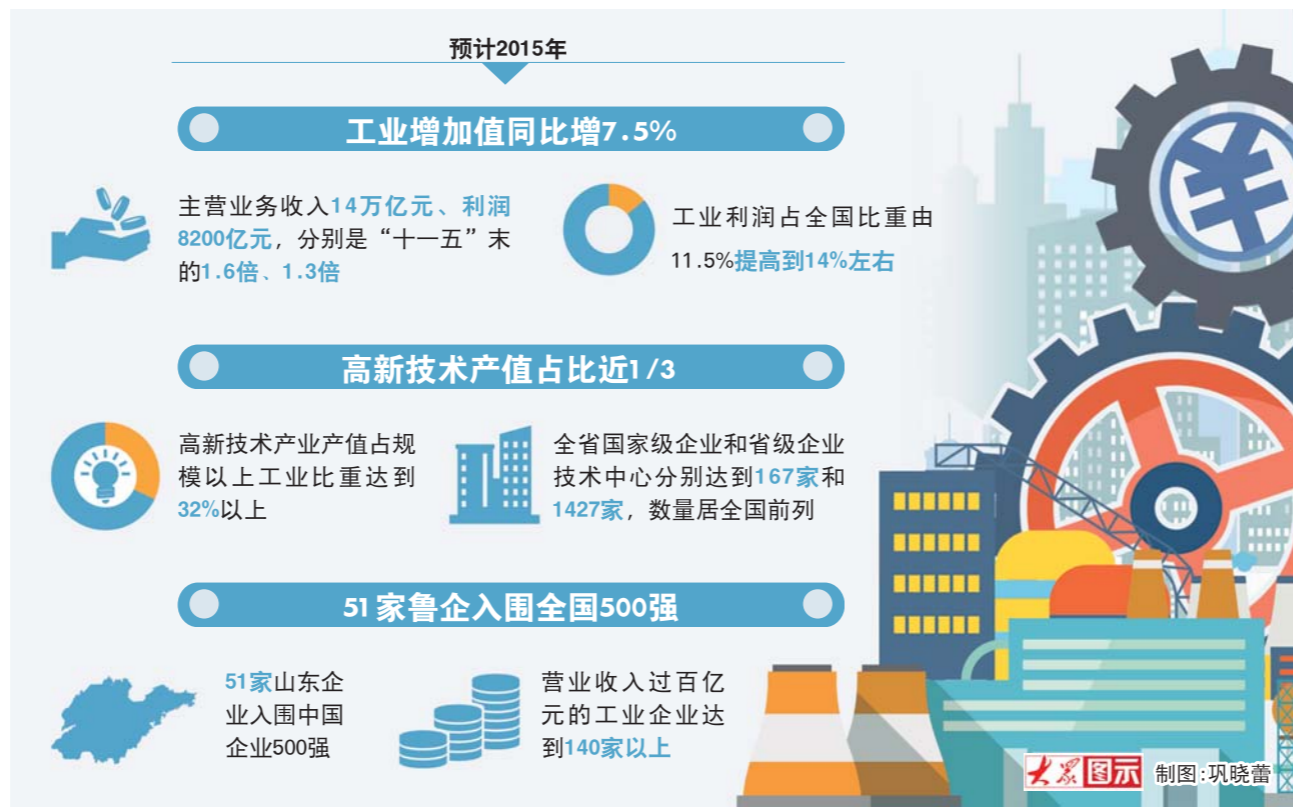 预计2015年
工业增加值同比增7.5%
主营业务收入14万亿元、利润
8200亿元，分别是“十一五”末
的1.6倍、1.3倍
工业利润占全国比重由
11.5%提高到14%左右
高新技术产值占比近1/3
高新技术产业产值占规
模以上工业比重达到
32%以上
全省国家级企业和省级企业
技术中心分别达到167家和
1427家，数量居全国前列
51家鲁企入围全国500强
51家山东企
业入围中国
企业500强
营业收入过百亿
元的工业企业达
到140家以上
¥
大众图示 制图:巩晓蕾